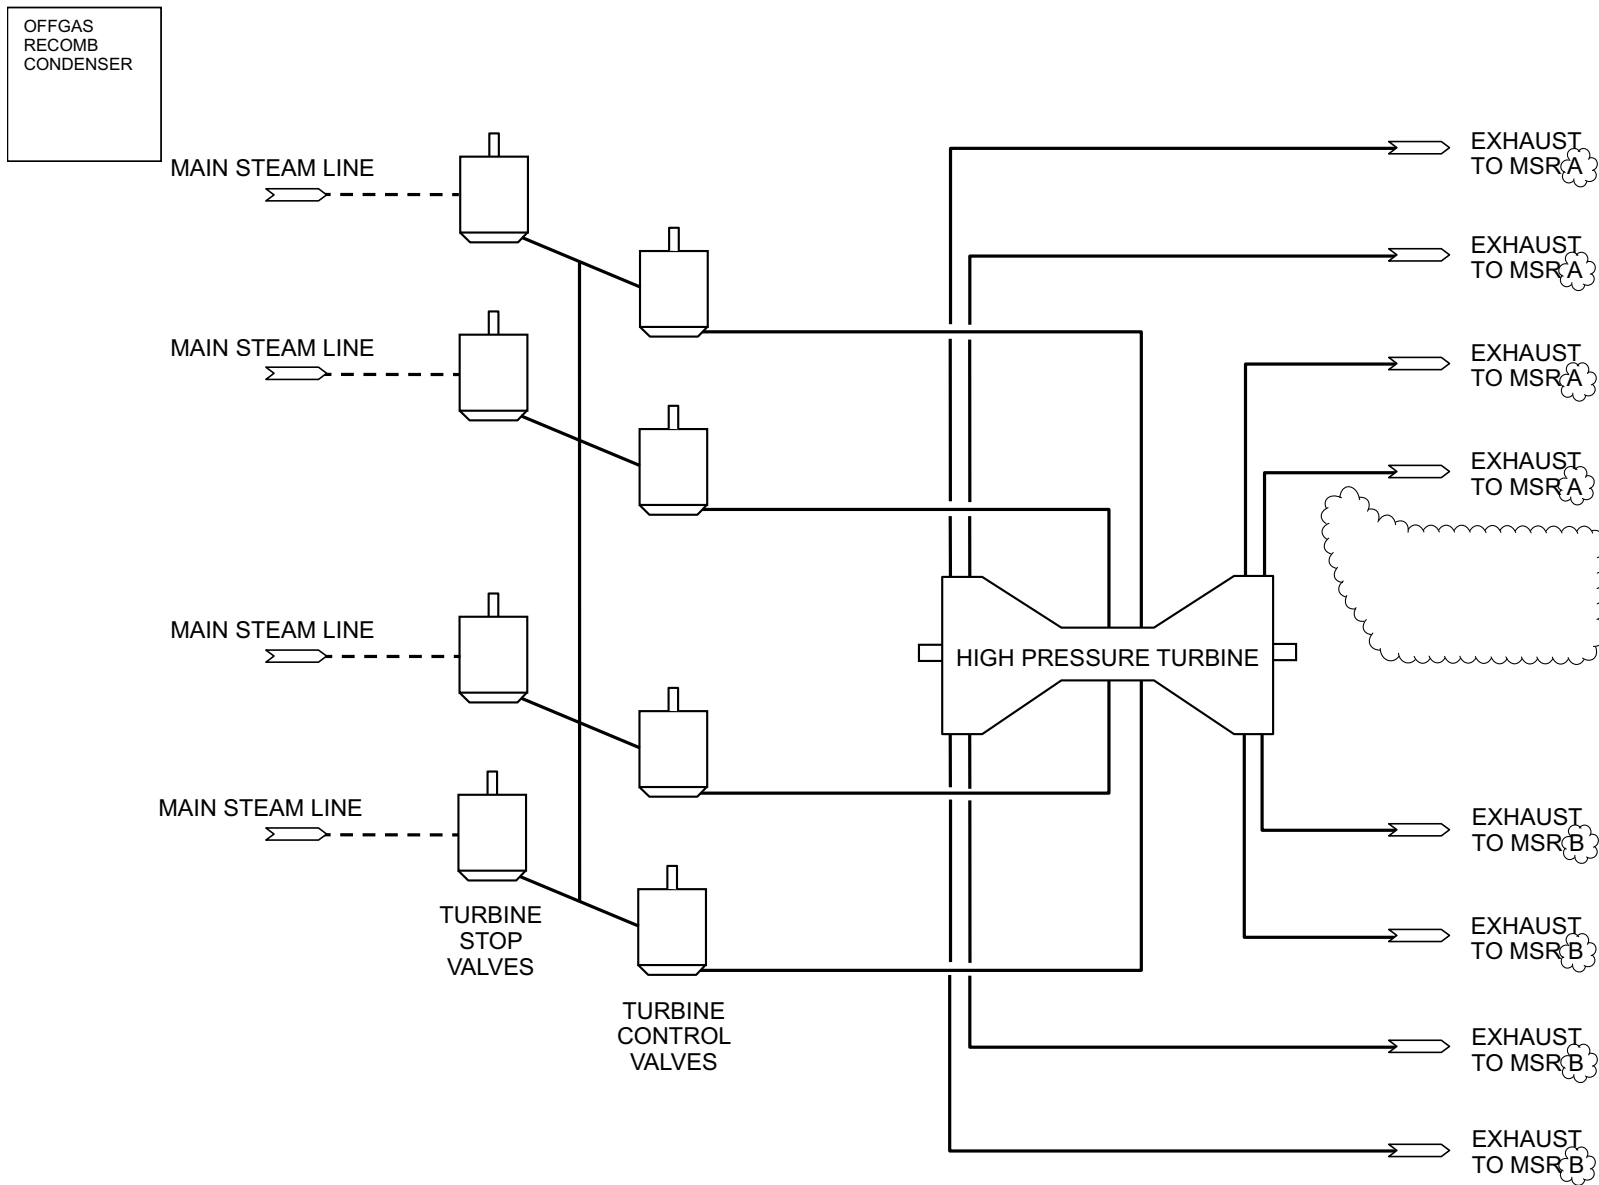 OFFGAS
RECOMB
CONDENSER
MAIN STEAM LINE
MAIN STEAM LINE
MAIN STEAM LINE
MAIN STEAM LINE
TURBINE
STOP
VALVES
TURBINE
CONTROL
VALVES
HIGH PRESSURE TURBINE
EXHAUST
TO MSR A
EXHAUST
TO MSR A
EXHAUST
TO MSR A
EXHAUST
TO MSR A
EXHAUST
TO MSR B
EXHAUST
TO MSR B
EXHAUST
TO MSR B
EXHAUST
TO MSR B